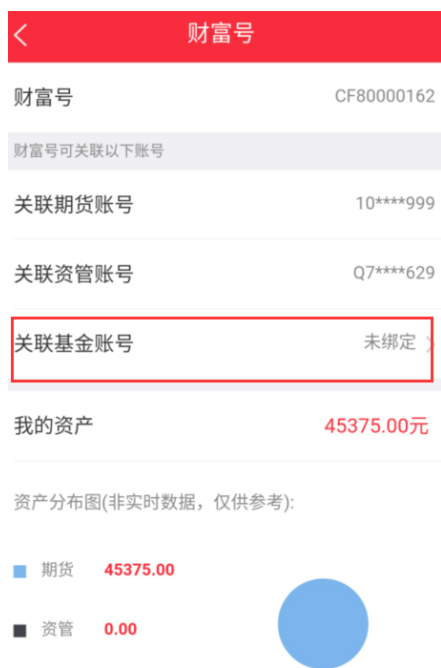 财富号
财富号 CF80000162
财富号可关联以下账号
关联期货账号 10****999
关联资管账号 Q7****629
关联基金账号 未绑定
我的资产 45375.00元
资产分布图(非实时数据，仅供参考):
期货 45375.00
资管 0.00